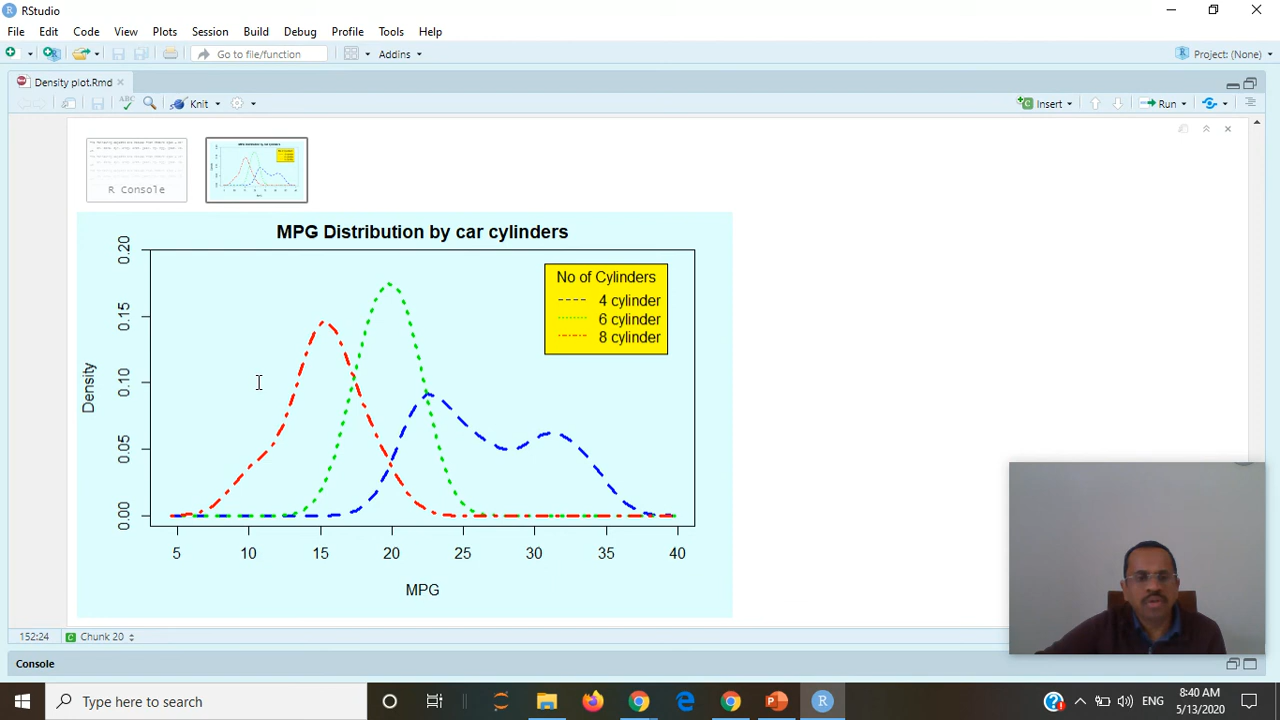 RStudio
File Edit Code View Plots Session Build Debug Profile Tools Help
Go to file/function Addins Project: (None)
Density plot.Rmd
ABC Knit Insert Run
R Console
MPG Distribution by car cylinders
No of Cylinders
4 cylinder
6 cylinder
8 cylinder
Density
0.00 0.05 0.10 0.15 0.20
5 10 15 20 25 30 35 40
MPG
152:24 C Chunk 20
Console
Type here to search
ENG
8:40 AM
5/13/2020